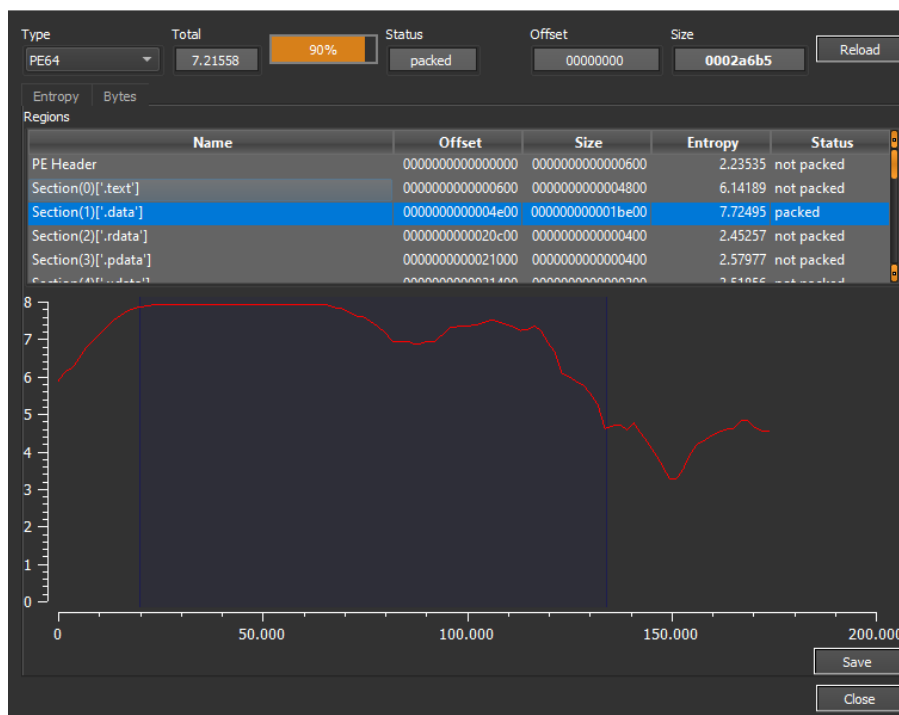 Type Total Status Offset Size
PE64 7.21558 90% packed 00000000 0002a6b5 Reload
Entropy Bytes
Regions
Name Offset Size Entropy Status
PE Header 0000000000000000 0000000000000600 2.23535 not packed
Section(0)['.text'] 0000000000000600 0000000000004800 6.14189 not packed
Section(1)['.data'] 0000000000004e00 000000000001be00 7.72495 packed
Section(2)['.rdata'] 0000000000020c00 0000000000000400 2.45257 not packed
Section(3)['.pdata'] 0000000000021000 0000000000000400 2.57977 not packed
8
7
6
5
4
3
2
1
0
0 50.000 100.000 150.000 200.000
Save
Close